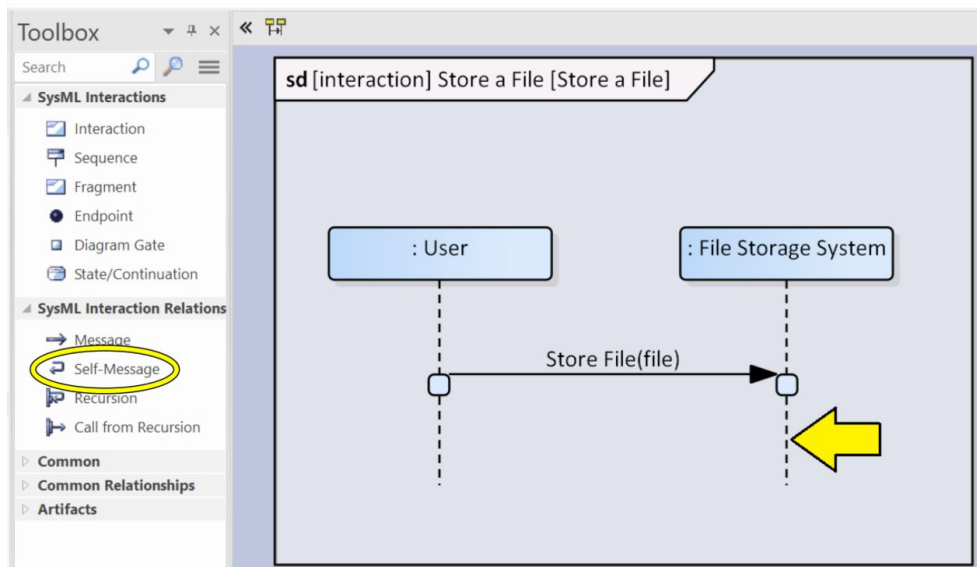 Toolbox
Search
SysML Interactions
Interaction
Sequence
Fragment
Endpoint
Diagram Gate
State/Continuation
SysML Interaction Relations
Message
Self-Message
Recursion
Call from Recursion
Common
Common Relationships
Artifacts
sd [interaction] Store a File [Store a File]
: User
: File Storage System
Store File(file)